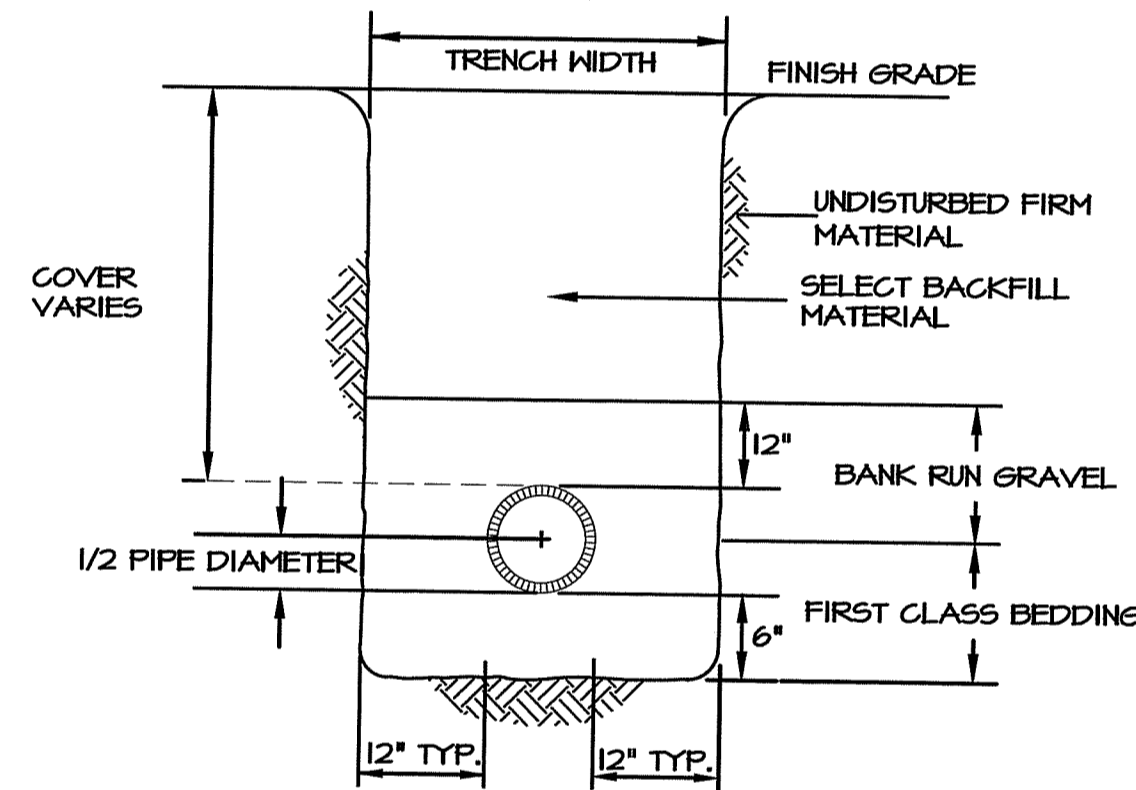 TRENCH WIDTH
FINISH GRADE
UNDISTURBED FIRM
MATERIAL
COVER
VARIES
SELECT BACKFILL
MATERIAL
12"
BANK RUN GRAVEL
1/2 PIPE DIAMETER
FIRST CLASS BEDDING
6"
12" TYP.
12" TYP.